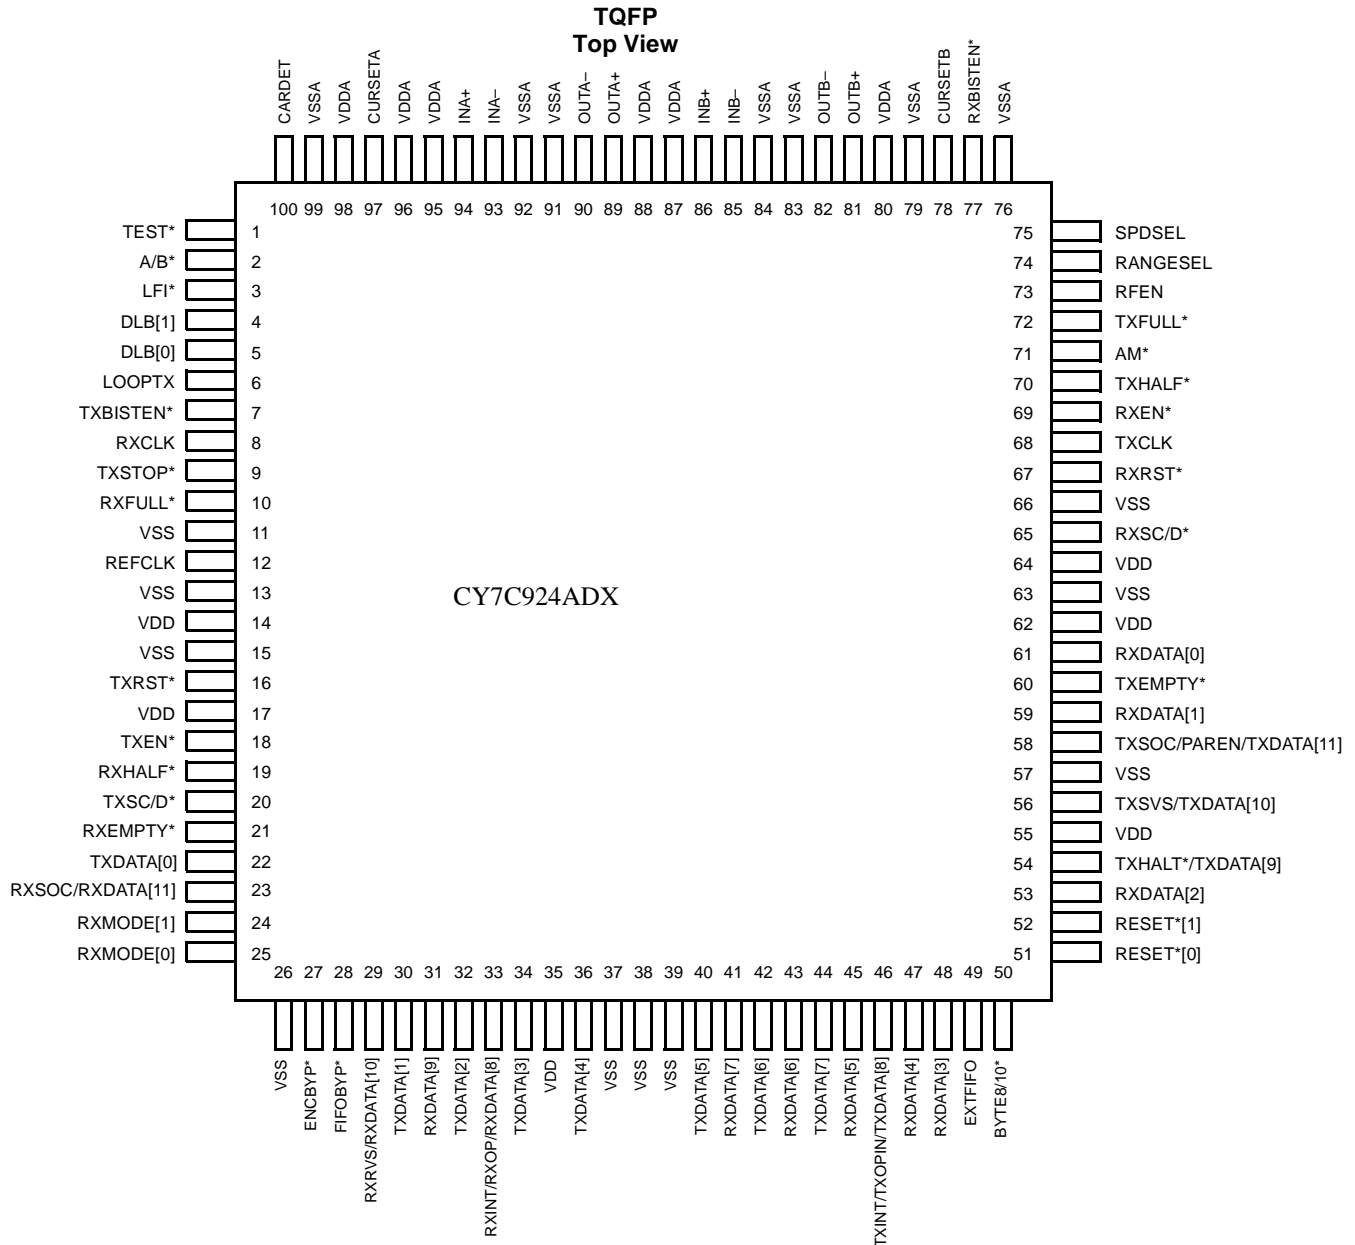 TQFP
Top View
CARDET
VSSA
VDDA
CURSETA
VDDA
VDDA
INA+
INA–
VSSA
VSSA
OUTA–
OUTA+
VDDA
VDDA
INB+
INB–
VSSA
VSSA
OUTB–
OUTB+
VDDA
VSSA
CURSETB
RXBISTEN*
VSSA
100 99 98 97 96 95 94 93 92 91 90 89 88 87 86 85 84 83 82 81 80 79 78 77 76
TEST* 1
A/B* 2
LFI* 3
DLB[1] 4
DLB[0] 5
LOOPTX 6
TXBISTEN* 7
RXCLK 8
TXSTOP* 9
RXFULL* 10
VSS 11
REFCLK 12
VSS 13
VDD 14
VSS 15
TXRST* 16
VDD 17
TXEN* 18
RXHALF* 19
TXSC/D* 20
RXEMPTY* 21
TXDATA[0] 22
RXSOC/RXDATA[11] 23
RXMODE[1] 24
RXMODE[0] 25
CY7C924ADX
75 SPDSEL
74 RANGESEL
73 RFEN
72 TXFULL*
71 AM*
70 TXHALF*
69 RXEN*
68 TXCLK
67 RXRST*
66 VSS
65 RXSC/D*
64 VDD
63 VSS
62 VDD
61 RXDATA[0]
60 TXEMPTY*
59 RXDATA[1]
58 TXSOC/PAREN/TXDATA[11]
57 VSS
56 TXSVS/TXDATA[10]
55 VDD
54 TXHALT*/TXDATA[9]
53 RXDATA[2]
52 RESET*[1]
51 RESET*[0]
26 27 28 29 30 31 32 33 34 35 36 37 38 39 40 41 42 43 44 45 46 47 48 49 50
VSS
ENCBYP*
FIFOBYP*
RXRVS/RXDATA[10]
TXDATA[1]
RXDATA[9]
TXDATA[2]
RXINT/RXOP/RXDATA[8]
TXDATA[3]
VDD
TXDATA[4]
VSS
VSS
VSS
TXDATA[5]
RXDATA[7]
TXDATA[6]
RXDATA[6]
TXDATA[7]
RXDATA[5]
TXINT/TXOPIN/TXDATA[8]
RXDATA[4]
RXDATA[3]
EXTFIFO
BYTE8/10*